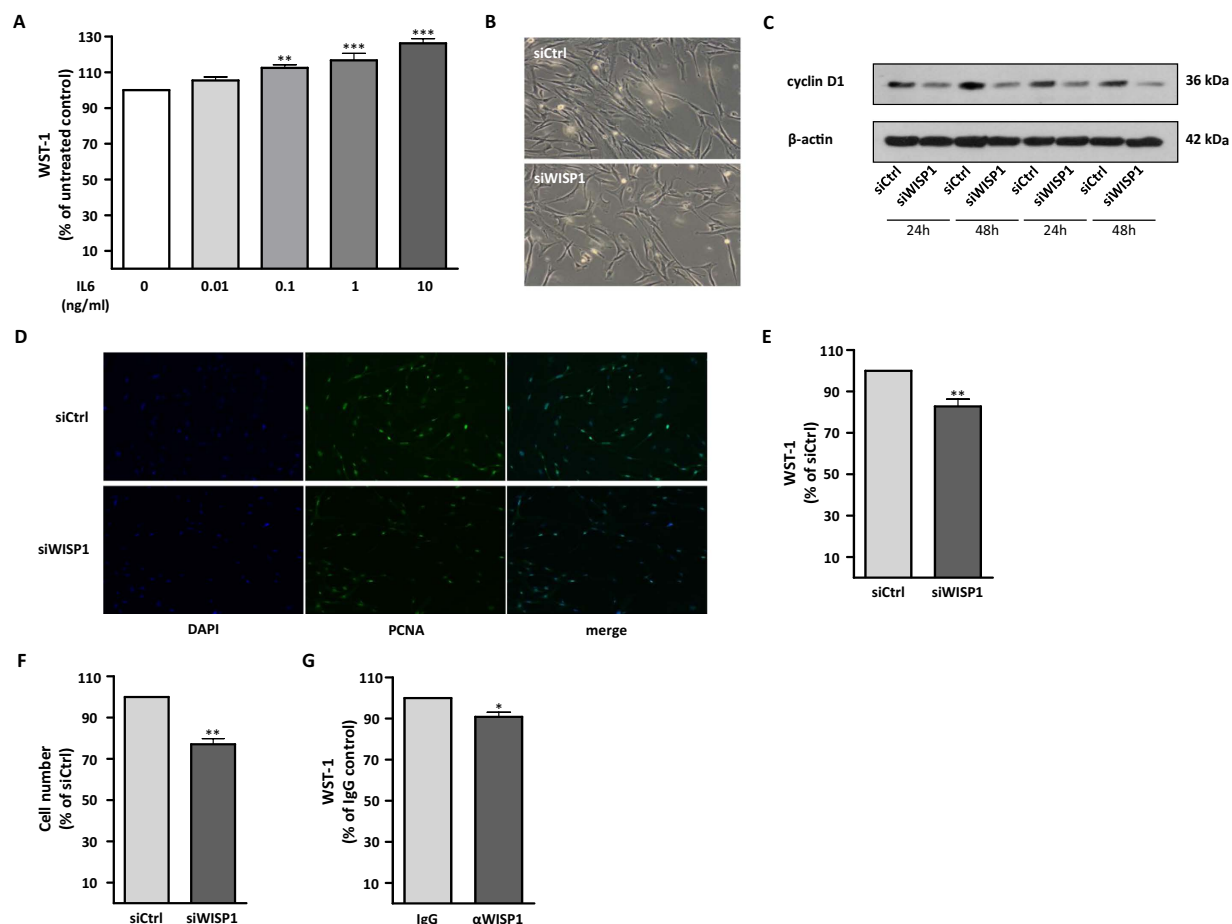 A
WST-1
(% of untreated control)
130
110
90
70
50
30
10
**
***
***
IL6
(ng/ml)
0
0.01
0.1
1
10
B
siCtrl
siWISP1
C
cyclin D1
36 kDa
β-actin
42 kDa
siCtrl
siWISP1
siCtrl
siWISP1
siCtrl
siWISP1
siCtrl
siWISP1
24h
48h
24h
48h
D
siCtrl
siWISP1
DAPI
PCNA
merge
E
WST-1
(% of siCtrl)
110
90
70
50
30
10
**
siCtrl
siWISP1
F
Cell number
(% of siCtrl)
110
90
70
50
30
10
**
siCtrl
siWISP1
G
WST-1
(% of IgG control)
110
90
70
50
30
10
*
IgG
αWISP1